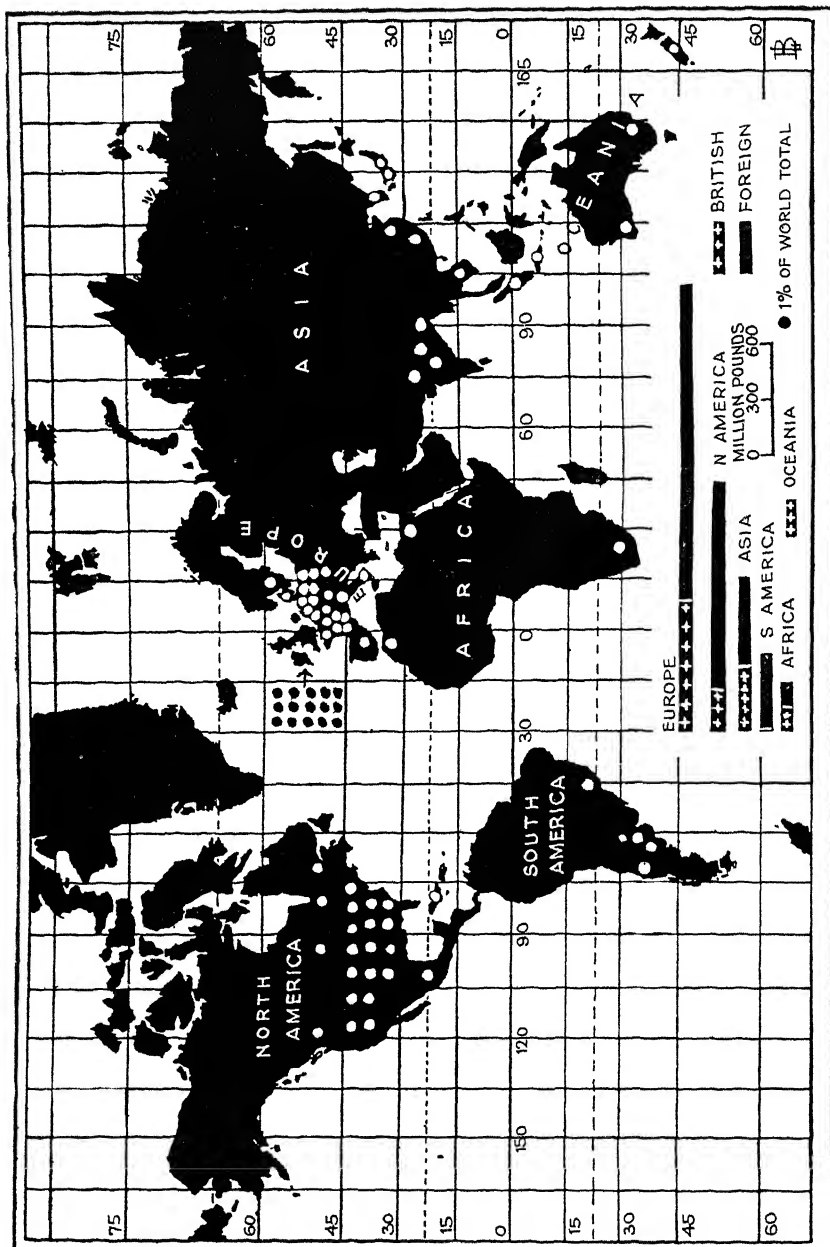 75 75
60 60
NORTH AMERICA
ASIA
EUROPE
45 45
30 30
15 15
AFRICA
0 150 120 90 30 0 60 90 165 0
SOUTH AMERICA
15 15
OCEANIA
30 30
45 45
60 60
EUROPE
N AMERICA
MILLION POUNDS
0 300 600
ASIA
S AMERICA
AFRICA
OCEANIA
BRITISH
FOREIGN
1% OF WORLD TOTAL